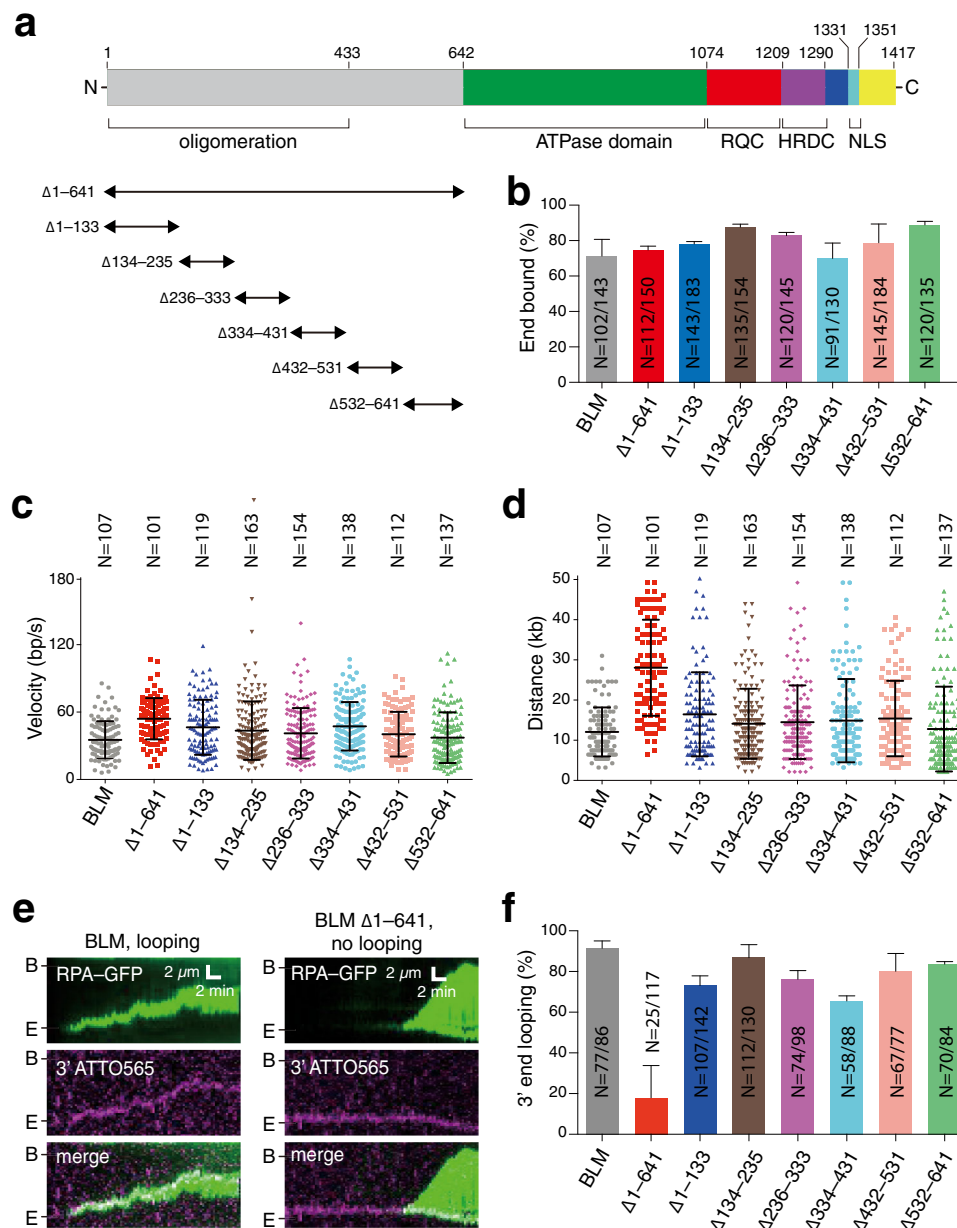 a
1331 1351
1 433 642 1074 1209 1290 1417
N C
oligomeration ATPase domain RQC HRDC NLS
Δ1–641
Δ1–133
Δ134–235
Δ236–333
Δ334–431
Δ432–531
Δ532–641
b
End bound (%)
100
80
60
40
20
0
N=102/143 N=112/150 N=143/183 N=135/154 N=120/145 N=91/130 N=145/184 N=120/135
BLM Δ1–641 Δ1–133 Δ134–235 Δ236–333 Δ334–431 Δ432–531 Δ532–641
c
N=107 N=101 N=119 N=163 N=154 N=138 N=112 N=137
Velocity (bp/s)
180
120
60
0
BLM Δ1–641 Δ1–133 Δ134–235 Δ236–333 Δ334–431 Δ432–531 Δ532–641
d
N=107 N=101 N=119 N=163 N=154 N=138 N=112 N=137
Distance (kb)
50
40
30
20
10
0
BLM Δ1–641 Δ1–133 Δ134–235 Δ236–333 Δ334–431 Δ432–531 Δ532–641
e
BLM, looping
B
RPA–GFP 2 µm
2 min
E
B
3' ATTO565
E
B
merge
E
BLM Δ1–641,
no looping
B
RPA–GFP 2 µm
2 min
E
B
3' ATTO565
E
B
merge
E
f
3' end looping (%)
100
80
60
40
20
0
N=77/86 N=25/117 N=107/142 N=112/130 N=74/98 N=58/88 N=67/77 N=70/84
BLM Δ1–641 Δ1–133 Δ134–235 Δ236–333 Δ334–431 Δ432–531 Δ532–641